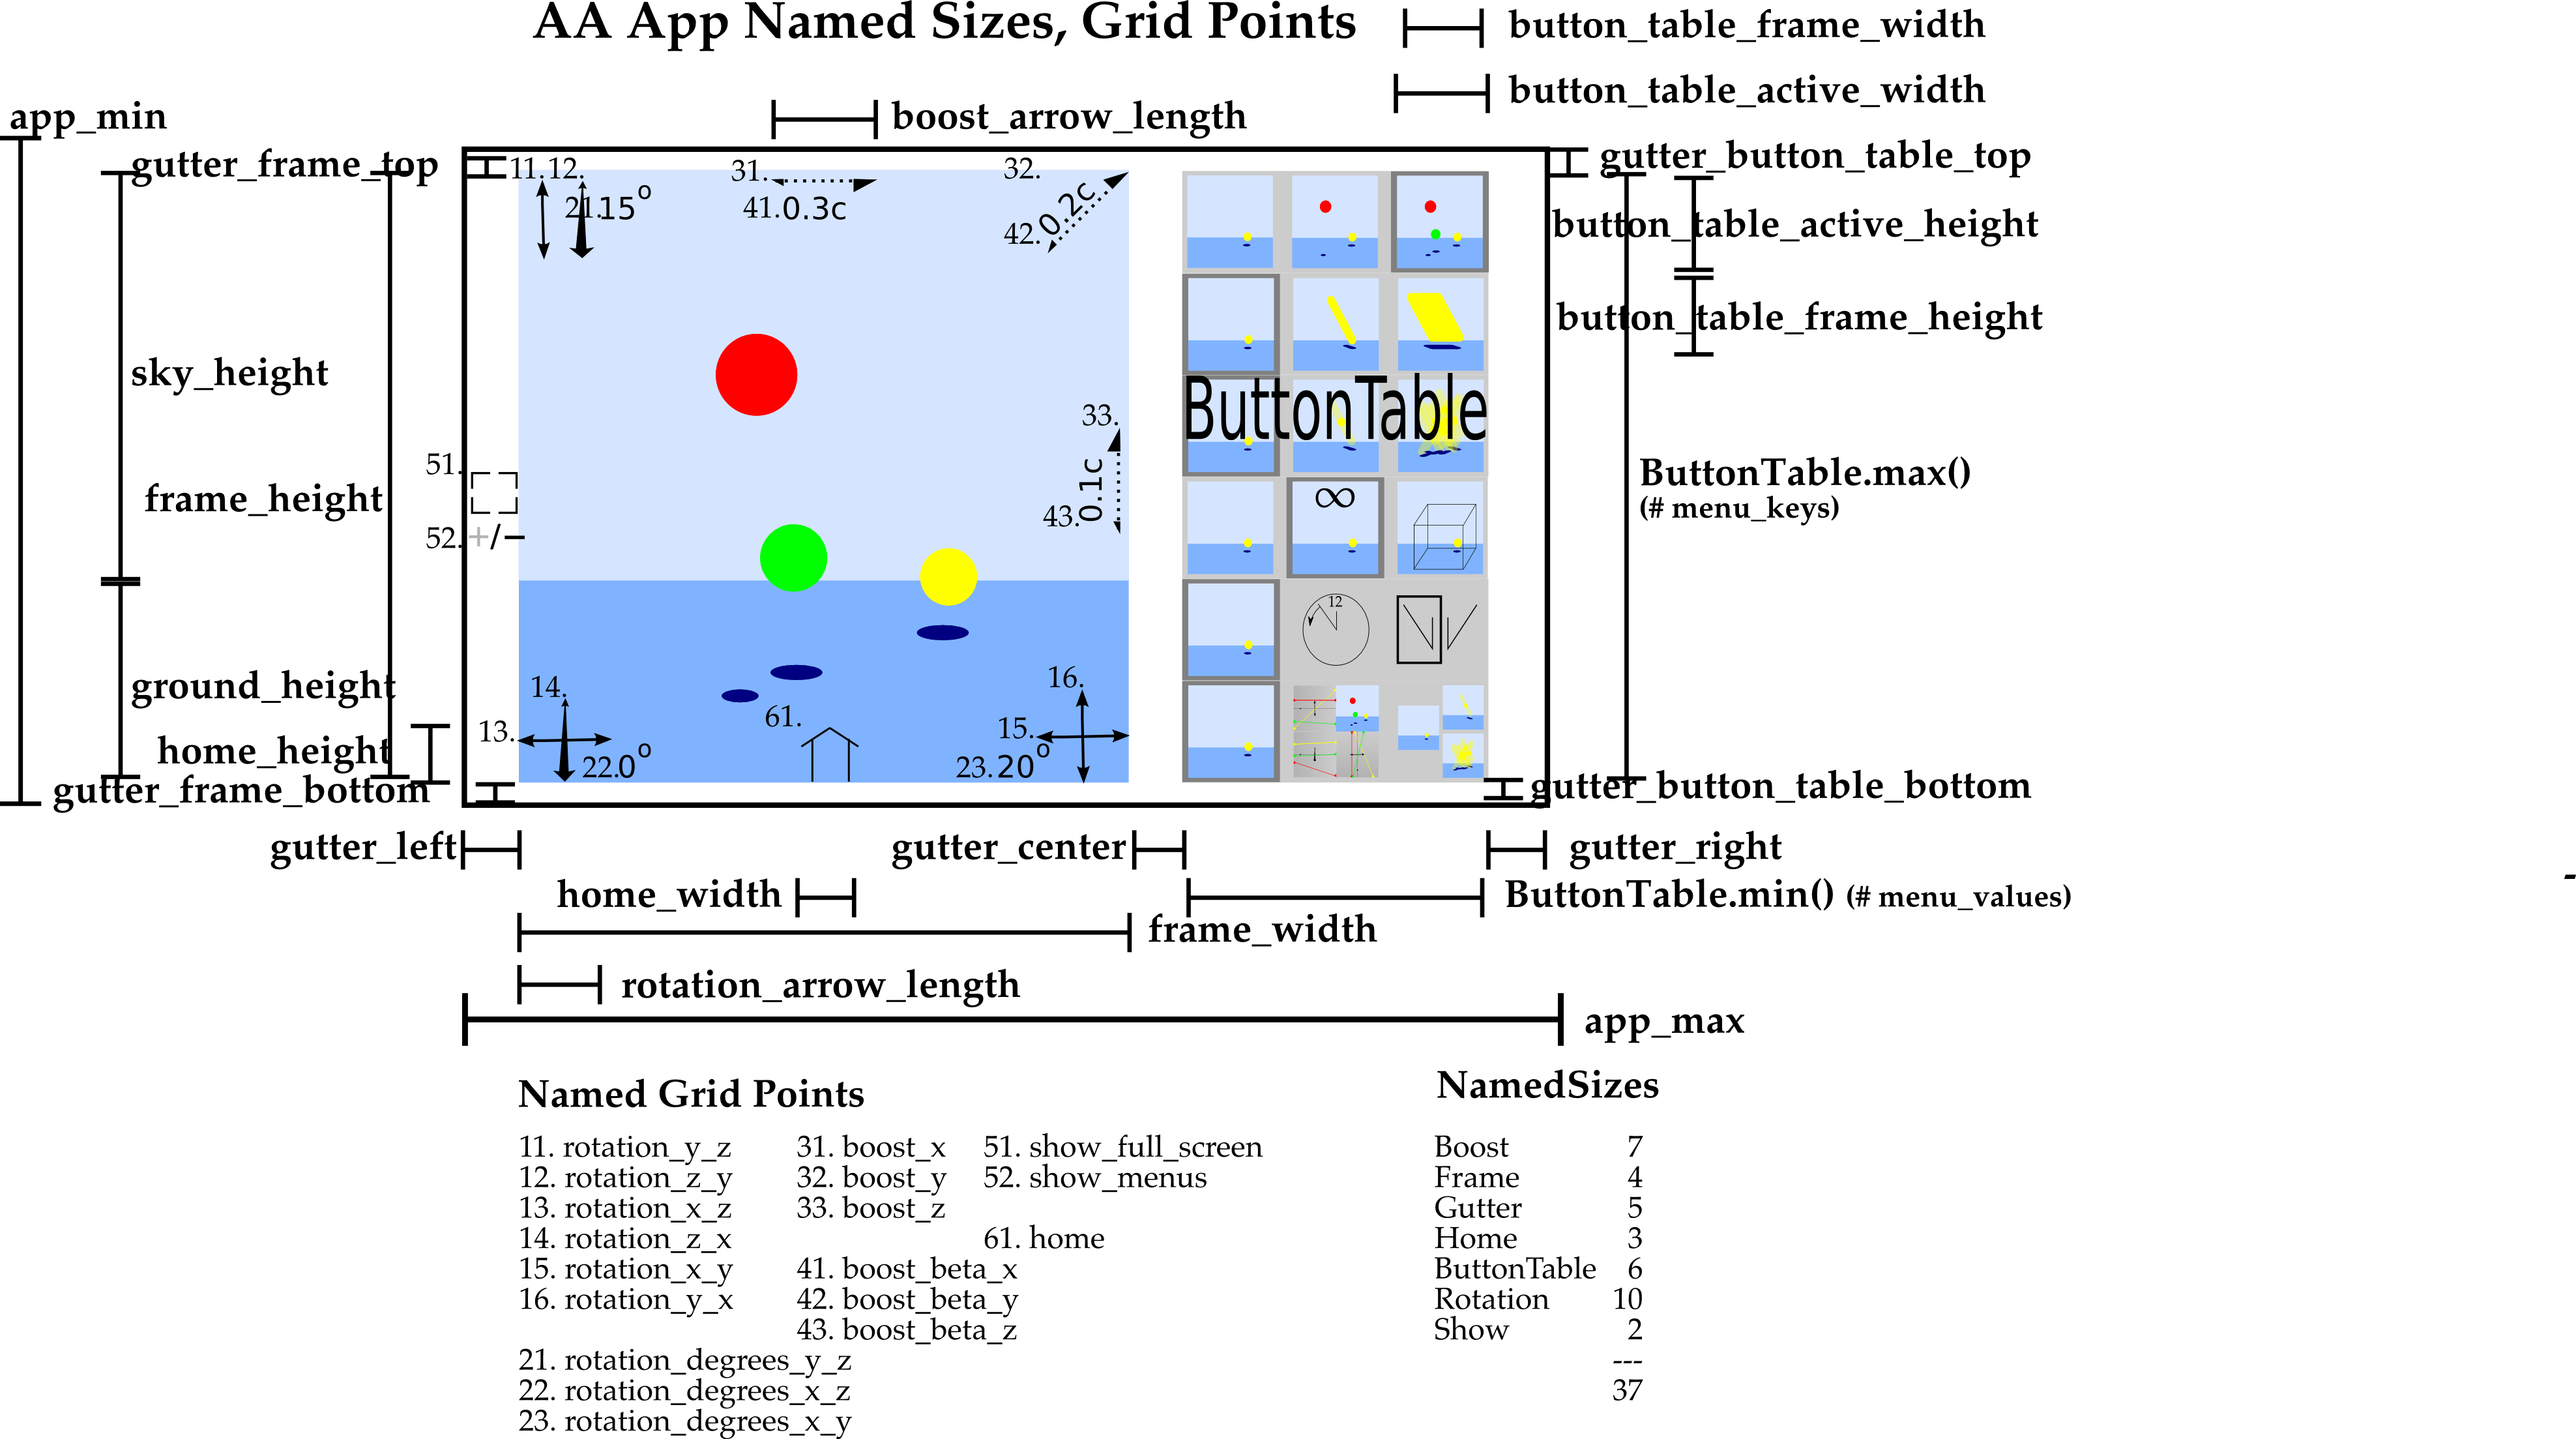 AA App Named Sizes, Grid Points
button_table_frame_width
button_table_active_width
app_min
boost_arrow_length
gutter_frame_top
gutter_button_table_top
11. 12.
31.
32.
21. 15°
41. 0.3c
42. 0.2c
button_table_active_height
button_table_frame_height
sky_height
ButtonTable
33.
43. 0.1c
51.
frame_height
52. +/−
∞
ButtonTable.max()
(# menu_keys)
12
ground_height
14.
16.
13.
61.
15.
home_height
22. 0°
23. 20°
gutter_frame_bottom
gutter_button_table_bottom
gutter_left
gutter_center
gutter_right
home_width
ButtonTable.min() (# menu_values)
frame_width
rotation_arrow_length
app_max
Named Grid Points
11. rotation_y_z
12. rotation_z_y
13. rotation_x_z
14. rotation_z_x
15. rotation_x_y
16. rotation_y_x
21. rotation_degrees_y_z
22. rotation_degrees_x_z
23. rotation_degrees_x_y
31. boost_x
32. boost_y
33. boost_z
41. boost_beta_x
42. boost_beta_y
43. boost_beta_z
51. show_full_screen
52. show_menus
61. home
NamedSizes
Boost 7
Frame 4
Gutter 5
Home 3
ButtonTable 6
Rotation 10
Show 2
---
37